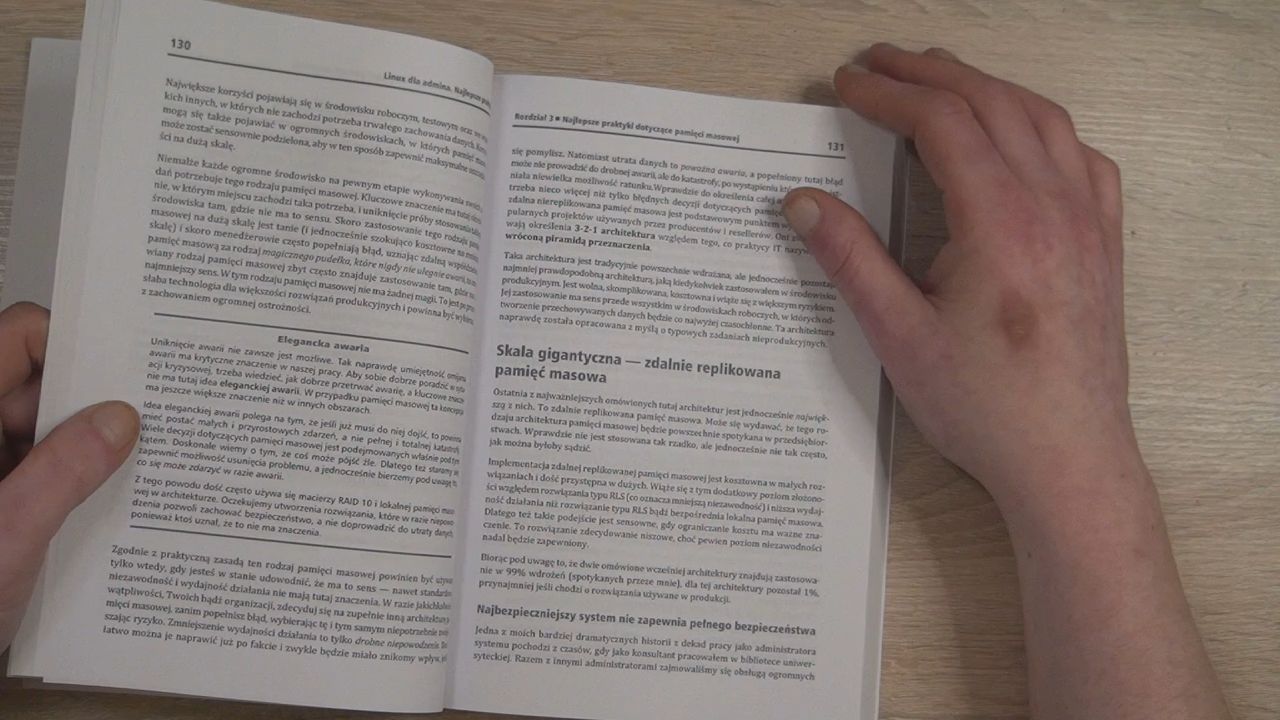 130
Linux dla admina. Najlepsze
Największe korzyści pojawiają się w środowisku roboczym, testowym oraz
kich innych, w których nie zachodzi potrzeba trwałego zachowania danych.
mogą się także pojawiać w ogromnych środowiskach, w których pamięć
może zostać sensownie podzielona, aby w ten sposób zapewnić maksymalne
ści na dużą skalę.
Niemalże każde ogromne środowisko na pewnym etapie wykonywania
dań potrzebuje tego rodzaju pamięci masowej. Kluczowe znaczenie ma tutaj
nie, w którym miejscu zachodzi taka potrzeba, i uniknięcie próby stosowania
środowiska tam, gdzie nie ma to sensu. Skoro zastosowanie tego rodzaju
masowej na dużą skalę jest tanie (i jednocześnie szokująco kosztowne na
skalę) i skoro menedżerowie często popełniają błąd, uznając zdalną
pamięć masową za rodzaj magicznego pudełka, które nigdy nie ulegnie awarii,
wiany rodzaj pamięci masowej zbyt często znajduje zastosowanie tam, gdzie
najmniejszy sens. W tym rodzaju pamięci masowej nie ma żadnej magii. To jest
słaba technologia dla większości rozwiązań produkcyjnych i powinna być
z zachowaniem ogromnej ostrożności.
Elegancka awaria
Uniknięcie awarii nie zawsze jest możliwe. Tak naprawdę umiejętność
awarii ma krytyczne znaczenie w naszej pracy. Aby sobie dobrze poradzić w
acji kryzysowej, trzeba wiedzieć, jak dobrze przetrwać awarię, a kluczowe
nie ma tutaj idea eleganckiej awarii. W przypadku pamięci masowej ta koncepcja
ma jeszcze większe znaczenie niż w innych obszarach.
Idea eleganckiej awarii polega na tym, że jeśli już musi do niej dojść, to powinna
mieć postać małych i przyrostowych zdarzeń, a nie pełnej i totalnej katastrofy.
Wiele decyzji dotyczących pamięci masowej jest podejmowanych właśnie pod tym
kątem. Doskonale wiemy o tym, że coś może pójść źle. Dlatego też staramy się
zapewnić możliwość usunięcia problemu, a jednocześnie bierzemy pod uwagę to,
co się może zdarzyć w razie awarii.
Z tego powodu dość często używa się macierzy RAID 10 i lokalnej pamięci
wej w architekturze. Oczekujemy utworzenia rozwiązania, które w razie
dzenia pozwoli zachować bezpieczeństwo, a nie doprowadzić do utraty danych,
ponieważ ktoś uznał, że to nie ma znaczenia.
Zgodnie z praktyczną zasadą ten rodzaj pamięci masowej powinien być
tylko wtedy, gdy jesteś w stanie udowodnić, że ma to sens — nawet
niezawodność i wydajność działania nie mają tutaj znaczenia. W razie jakichkolwiek
wątpliwości, Twoich bądź organizacji, zdecyduj się na zupełnie inną architekturę
mięci masowej, zanim popełnisz błąd, wybierając tę i tym samym niepotrzebnie
szając ryzyko. Zmniejszenie wydajności działania to tylko drobne niepowodzenie.
łatwo można je naprawić już po fakcie i zwykle będzie miało znikomy wpływ,
Rozdział 3 ■ Najlepsze praktyki dotyczące pamięci masowej
131
się pomylisz. Natomiast utrata danych to poważna awaria, a popełniony tutaj błąd
może nie prowadzić do drobnej awarii, ale do katastrofy, po wystąpieniu
niała niewielka możliwość ratunku. Wprawdzie do określenia całej
trzeba nieco więcej niż tylko błędnych decyzji dotyczących pamięci
zdalna niereplikowana pamięć masowa jest podstawowym punktem
pularnych projektów używanych przez producentów i resellerów. Oni
wają określenia 3-2-1 architektura względem tego, co praktycy IT
wróconą piramidą przeznaczenia.
Taka architektura jest tradycyjnie powszechnie wdrażana, ale jednocześnie pozostaje
najmniej prawdopodobną architekturą, jaką kiedykolwiek zastosowałem w środowisku
produkcyjnym. Jest wolna, skomplikowana, kosztowna i wiąże się z większym ryzykiem.
Jej zastosowanie ma sens przede wszystkim w środowiskach roboczych, w których od-
tworzenie przechowywanych danych będzie co najwyżej czasochłonne. Ta architektura
naprawdę została opracowana z myślą o typowych zadaniach nieprodukcyjnych.
Skala gigantyczna — zdalnie replikowana
pamięć masowa
Ostatnia z najważniejszych omówionych tutaj architektur jest jednocześnie najwięk-
szą z nich. To zdalnie replikowana pamięć masowa. Może się wydawać, że tego ro-
dzaju architektura pamięci masowej będzie powszechnie spotykana w przedsiębior-
stwach. Wprawdzie nie jest stosowana tak rzadko, ale jednocześnie nie tak często,
jak można byłoby sądzić.
Implementacja zdalnej replikowanej pamięci masowej jest kosztowna w małych roz-
wiązaniach i dość przystępna w dużych. Wiąże się z tym dodatkowy poziom złożono-
ści względem rozwiązania typu RLS (co oznacza mniejszą niezawodność) i niższa wydaj-
ność działania niż rozwiązanie typu RLS bądź bezpośrednia lokalna pamięć masowa.
Dlatego też takie podejście jest sensowne, gdy ograniczanie kosztu ma ważne zna-
czenie. To rozwiązanie zdecydowanie niszowe, choć pewien poziom niezawodności
nadal będzie zapewniony.
Biorąc pod uwagę to, że dwie omówione wcześniej architektury znajdują zastosowa-
nie w 99% wdrożeń (spotykanych przeze mnie), dla tej architektury pozostał 1%,
przynajmniej jeśli chodzi o rozwiązania używane w produkcji.
Najbezpieczniejszy system nie zapewnia pełnego bezpieczeństwa
Jedna z moich bardziej dramatycznych historii z dekad pracy jako administratora
systemu pochodzi z czasów, gdy jako konsultant pracowałem w bibliotece uniwer-
syteckiej. Razem z innymi administratorami zajmowaliśmy się obsługą ogromnych